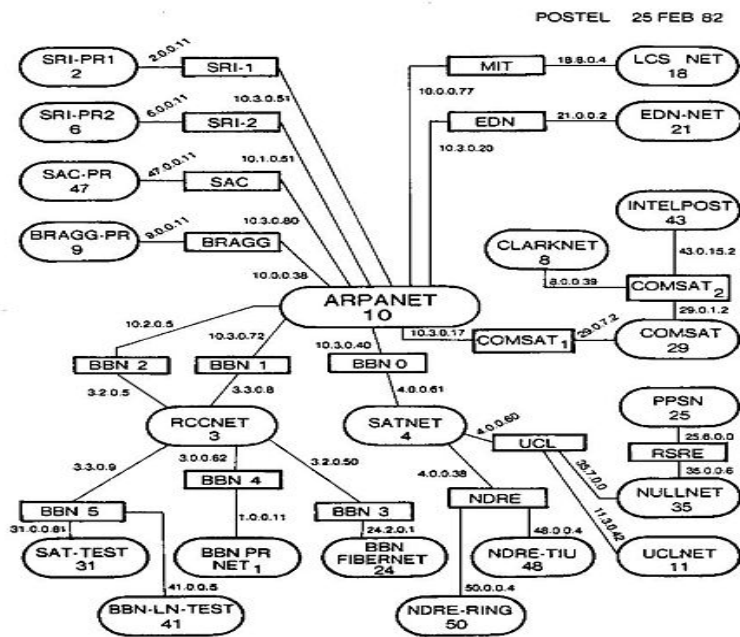 POSTEL 25 FEB 82
SRI-PR1
2
2.0.0.11
SRI-1
10.3.0.51
SRI-PR2
6
6.0.0.11
SRI-2
10.1.0.51
SAC-PR
47
47.0.0.11
SAC
10.3.0.80
BRAGG-PR
9
9.0.0.11
BRAGG
10.0.0.38
MIT
18.8.0.4
LCS NET
18
10.0.0.77
EDN
21.0.0.2
EDN-NET
21
10.3.0.20
INTELPOST
43
43.0.15.2
CLARKNET
8
8.0.0.39
COMSAT 2
29.0.1.2
ARPANET
10
10.3.0.17
COMSAT 1
29.0.7.2
COMSAT
29
10.2.0.5
10.3.0.72
10.3.0.40
BBN 2
BBN 1
BBN 0
3.2.0.5
3.3.0.8
4.0.0.61
RCCNET
3
SATNET
4
4.0.0.60
UCL
PPSN
25
25.6.0.0
RSRE
35.0.0.6
35.7.0.0
NULLNET
35
3.3.0.9
3.0.0.62
3.2.0.50
4.0.0.38
BBN 4
NDRE
11.3.0.42
BBN 5
BBN 3
31.0.0.81
1.0.0.11
24.2.0.1
48.0.0.4
SAT-TEST
31
BBN PR
NET 1
BBN
FIBERNET
24
NDRE-TIU
48
UCLNET
11
41.0.0.5
50.0.0.4
BBN-LN-TEST
41
NDRE-RING
50